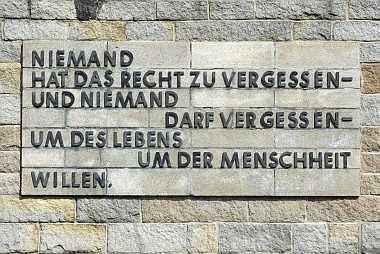 NIEMAND
HAT DAS RECHT ZU VERGESSEN–
UND NIEMAND
DARF VERGESSEN–
UM DES LEBENS
UM DER MENSCHHEIT
WILLEN.